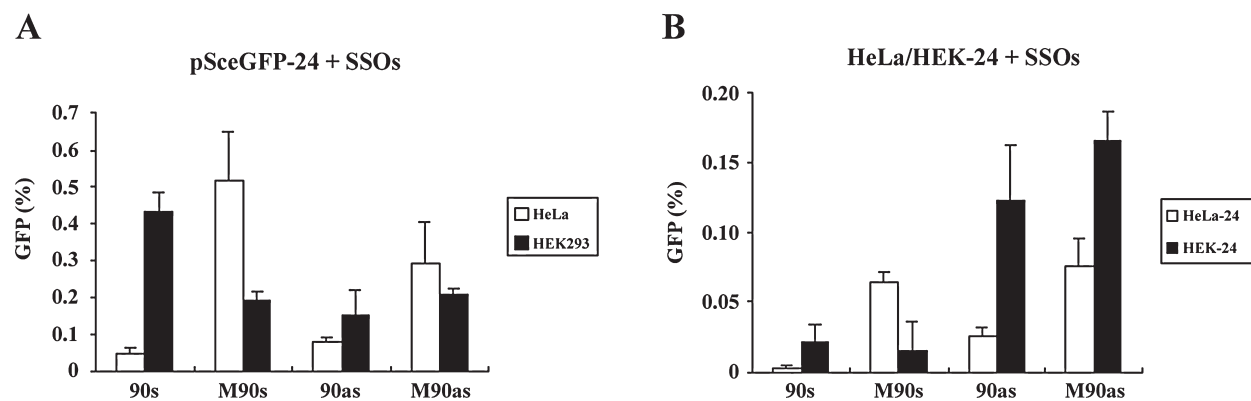 A
pSceGFP-24 + SSOs
GFP (%)
0.7
0.6
0.5
0.4
0.3
0.2
0.1
0
90s M90s 90as M90as
HeLa
HEK293
B
HeLa/HEK-24 + SSOs
GFP (%)
0.20
0.15
0.10
0.05
0
90s M90s 90as M90as
HeLa-24
HEK-24